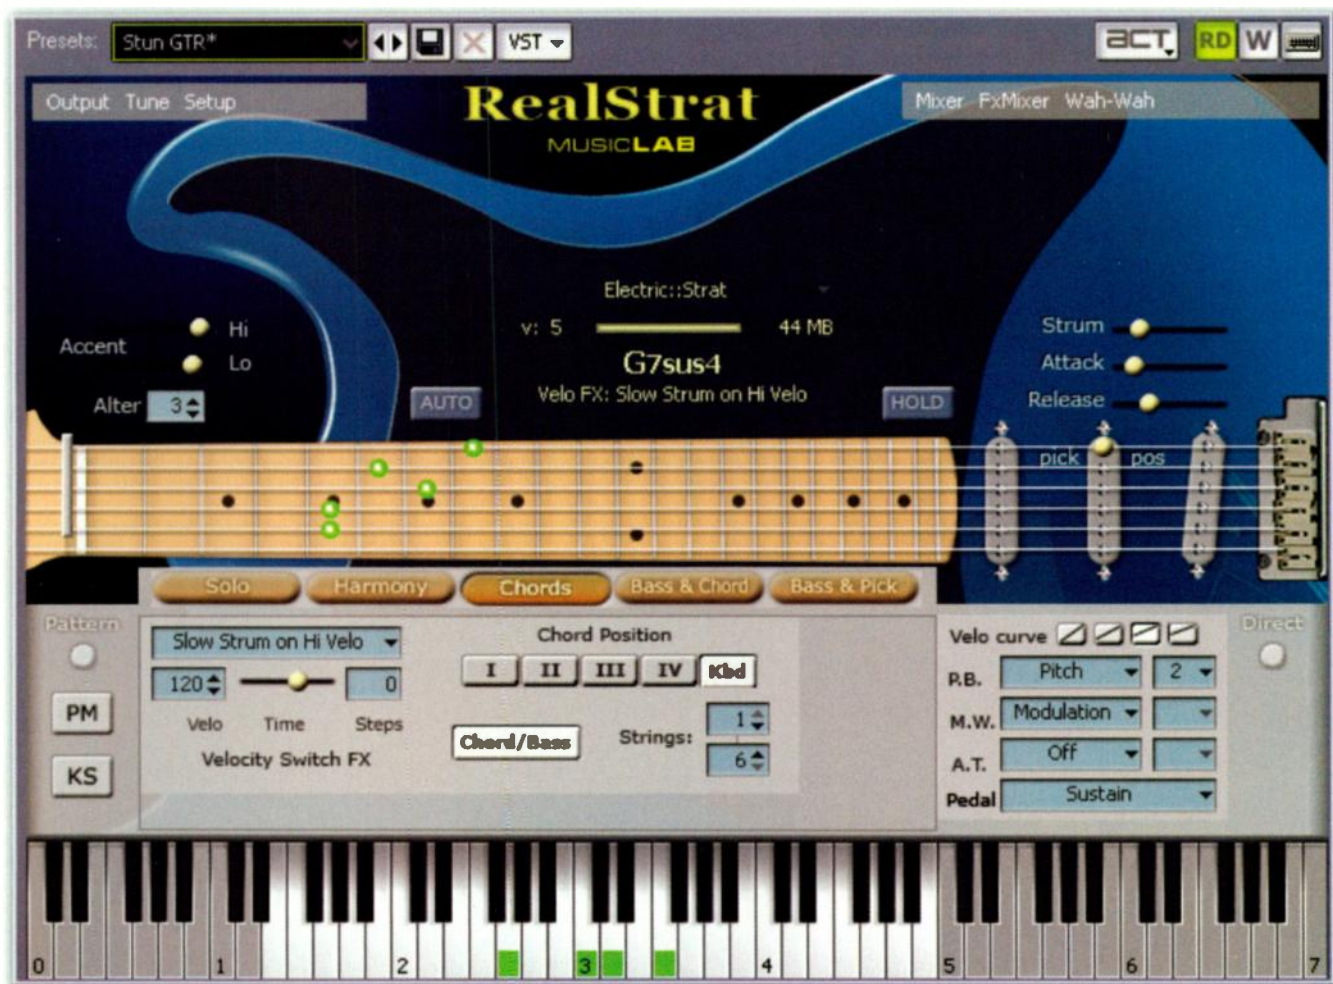 Presets: Stun GTR* VST ACT RD W
Output Tune Setup
RealStrat
MUSICLAB
Mixer FxMixer Wah-Wah
Electric::Strat
v: 5 44 MB
G7sus4
Velo FX: Slow Strum on Hi Velo
Accent Hi
Lo
Alter 3
AUTO
HOLD
Strum
Attack
Release
pick pos
Solo Harmony Chords Bass & Chord Bass & Pick
Pattern
PM
KS
Slow Strum on Hi Velo
120 0
Velo Time Steps
Velocity Switch FX
Chord Position
I II III IV Kbd
Chord/Bass Strings: 1
6
Velo curve
P.B. Pitch 2
M.W. Modulation
A.T. Off
Pedal Sustain
Direct
0 1 2 3 4 5 6 7